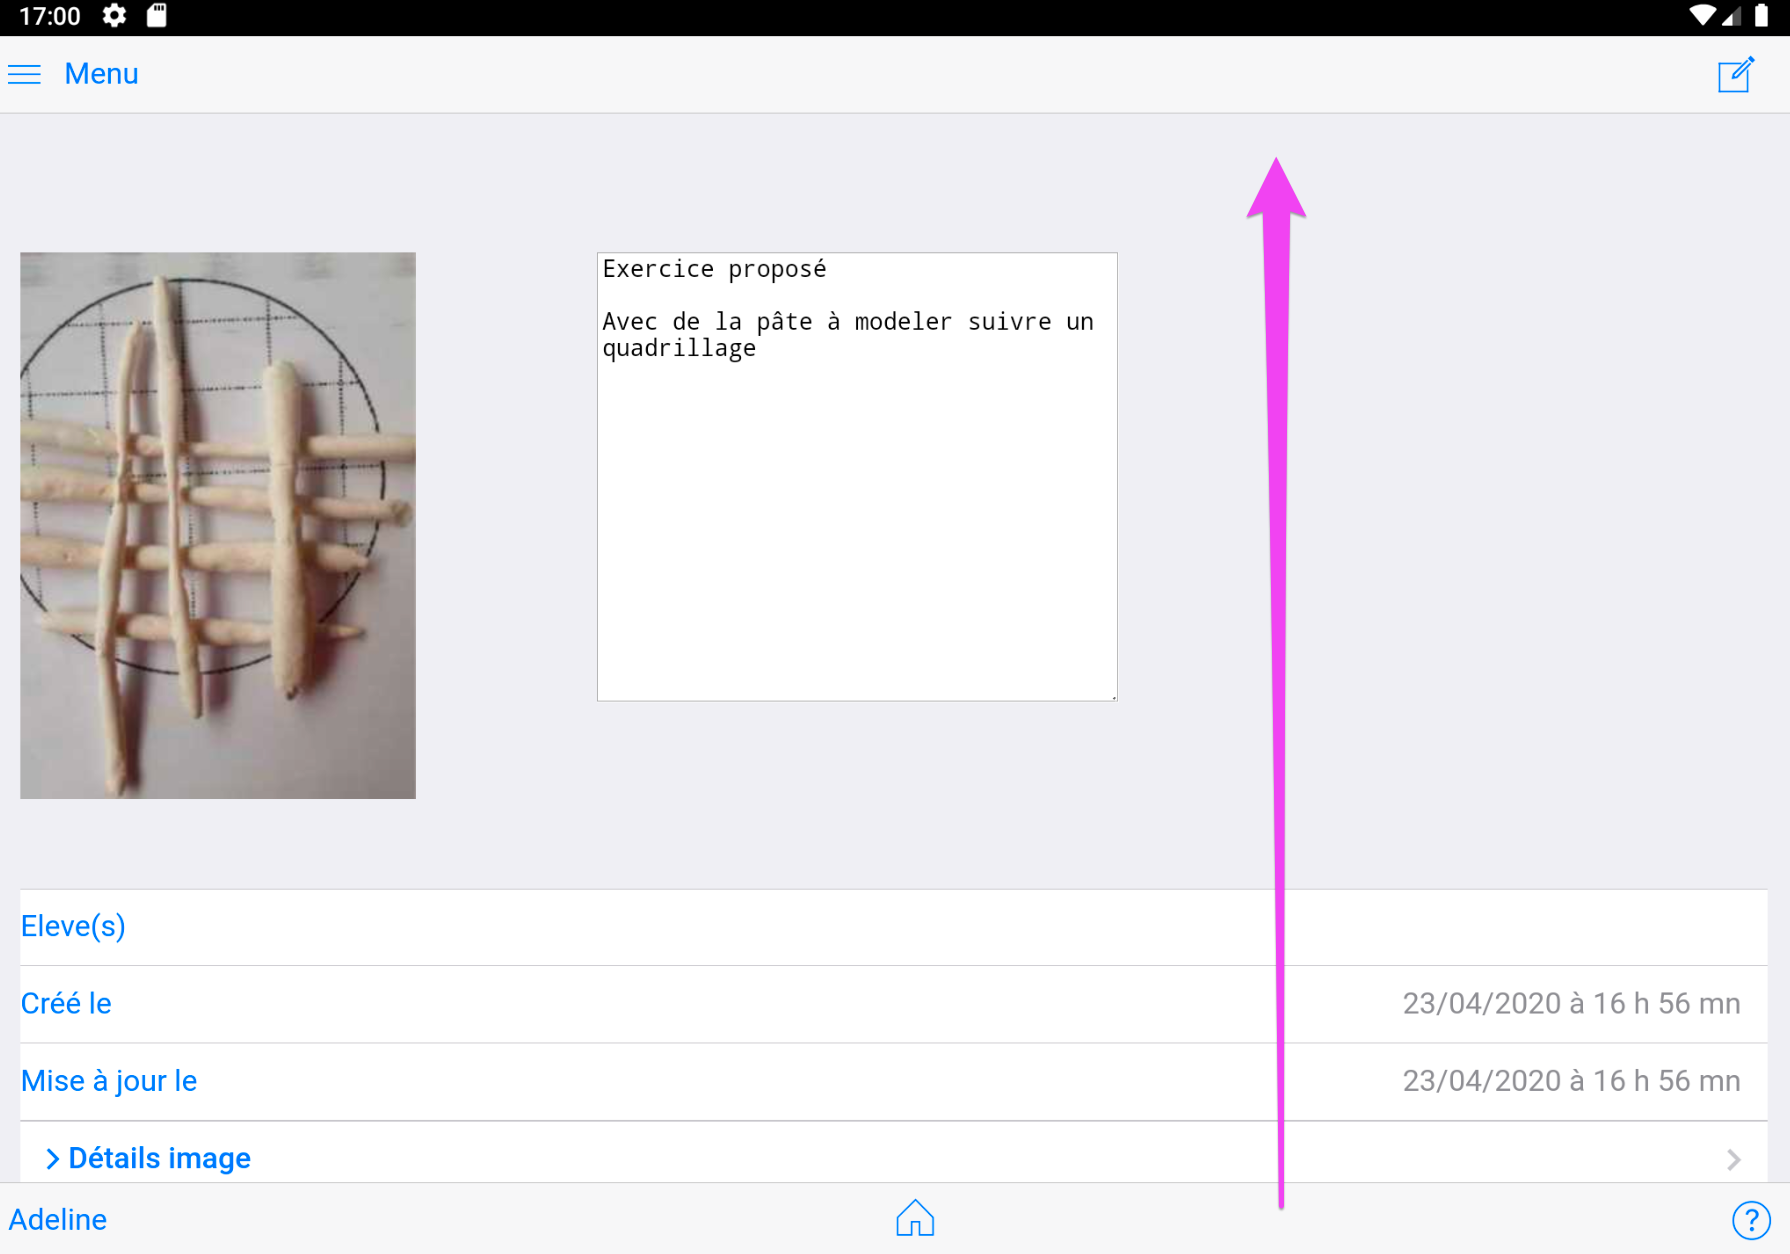 17:00
Menu
Exercice proposé
Avec de la pâte à modeler suivre un
quadrillage
Eleve(s)
Créé le
23/04/2020 à 16 h 56 mn
Mise à jour le
23/04/2020 à 16 h 56 mn
Détails image
Adeline
?